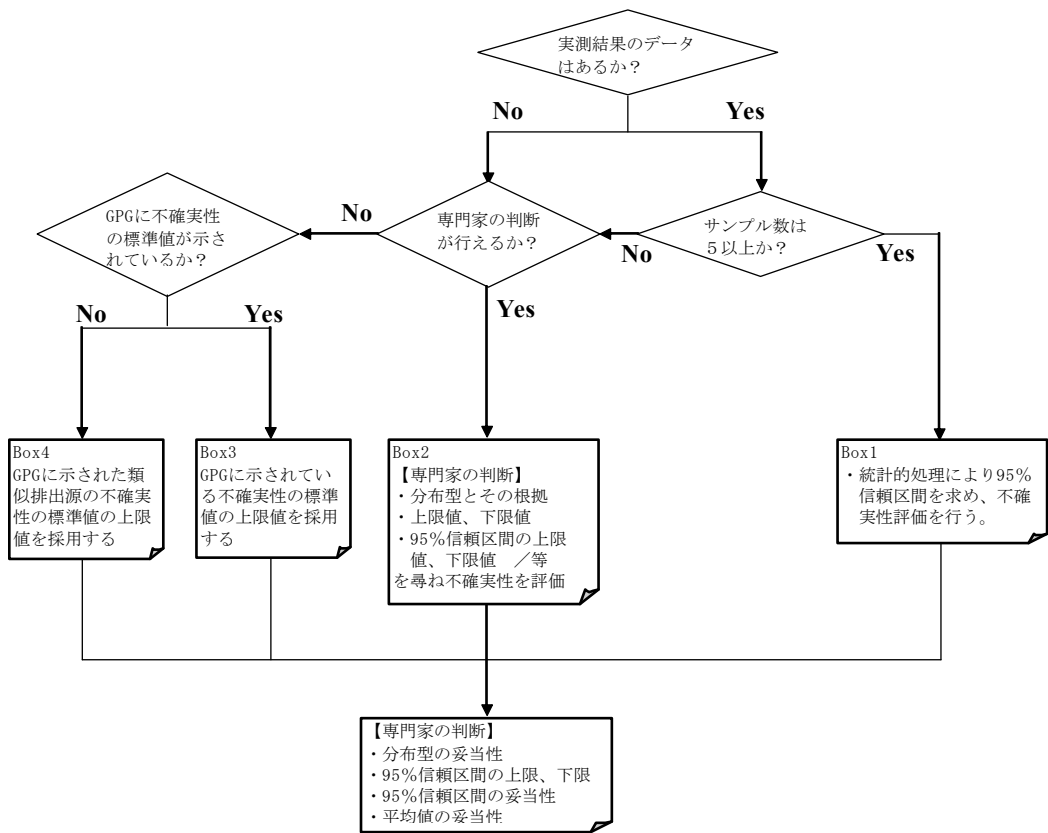 実測結果のデータ
はあるか？
No
Yes
GPGに不確実性
の標準値が示さ
れているか？
No
専門家の判断
が行えるか？
No
サンプル数は
５以上か？
Yes
No
Yes
Yes
Box4
GPGに示された類
似排出源の不確実
性の標準値の上限
値を採用する
Box3
GPGに示されてい
る不確実性の標準
値の上限値を採用
する
Box2
【専門家の判断】
・分布型とその根拠
・上限値、下限値
・95%信頼区間の上限
値、下限値　／等
を尋ね不確実性を評価
Box1
・統計的処理により95%
信頼区間を求め、不確
実性評価を行う。
【専門家の判断】
・分布型の妥当性
・95%信頼区間の上限、下限
・95%信頼区間の妥当性
・平均値の妥当性